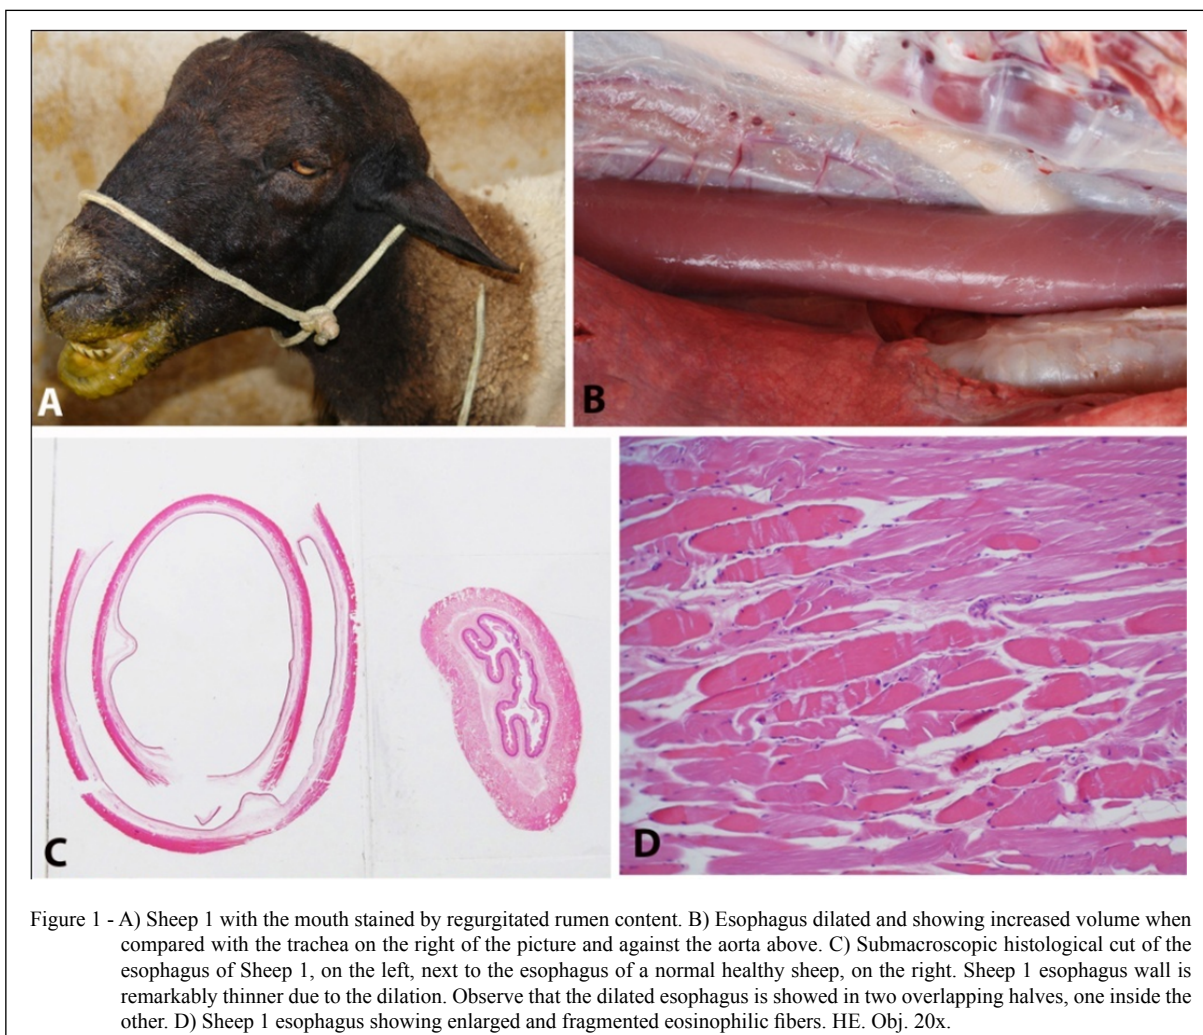 A
B
C
D
Figure 1 - A) Sheep 1 with the mouth stained by regurgitated rumen content. B) Esophagus dilated and showing increased volume when
compared with the trachea on the right of the picture and against the aorta above. C) Submacroscopic histological cut of the
esophagus of Sheep 1, on the left, next to the esophagus of a normal healthy sheep, on the right. Sheep 1 esophagus wall is
remarkably thinner due to the dilation. Observe that the dilated esophagus is showed in two overlapping halves, one inside the
other. D) Sheep 1 esophagus showing enlarged and fragmented eosinophilic fibers. HE. Obj. 20x.